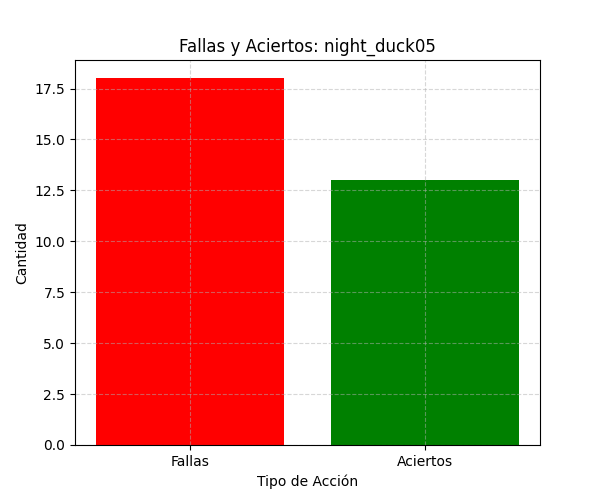 Fallas y Aciertos: night_duck05
17.5
15.0
12.5
10.0
7.5
5.0
2.5
0.0
Cantidad
Fallas
Aciertos
Tipo de Acción